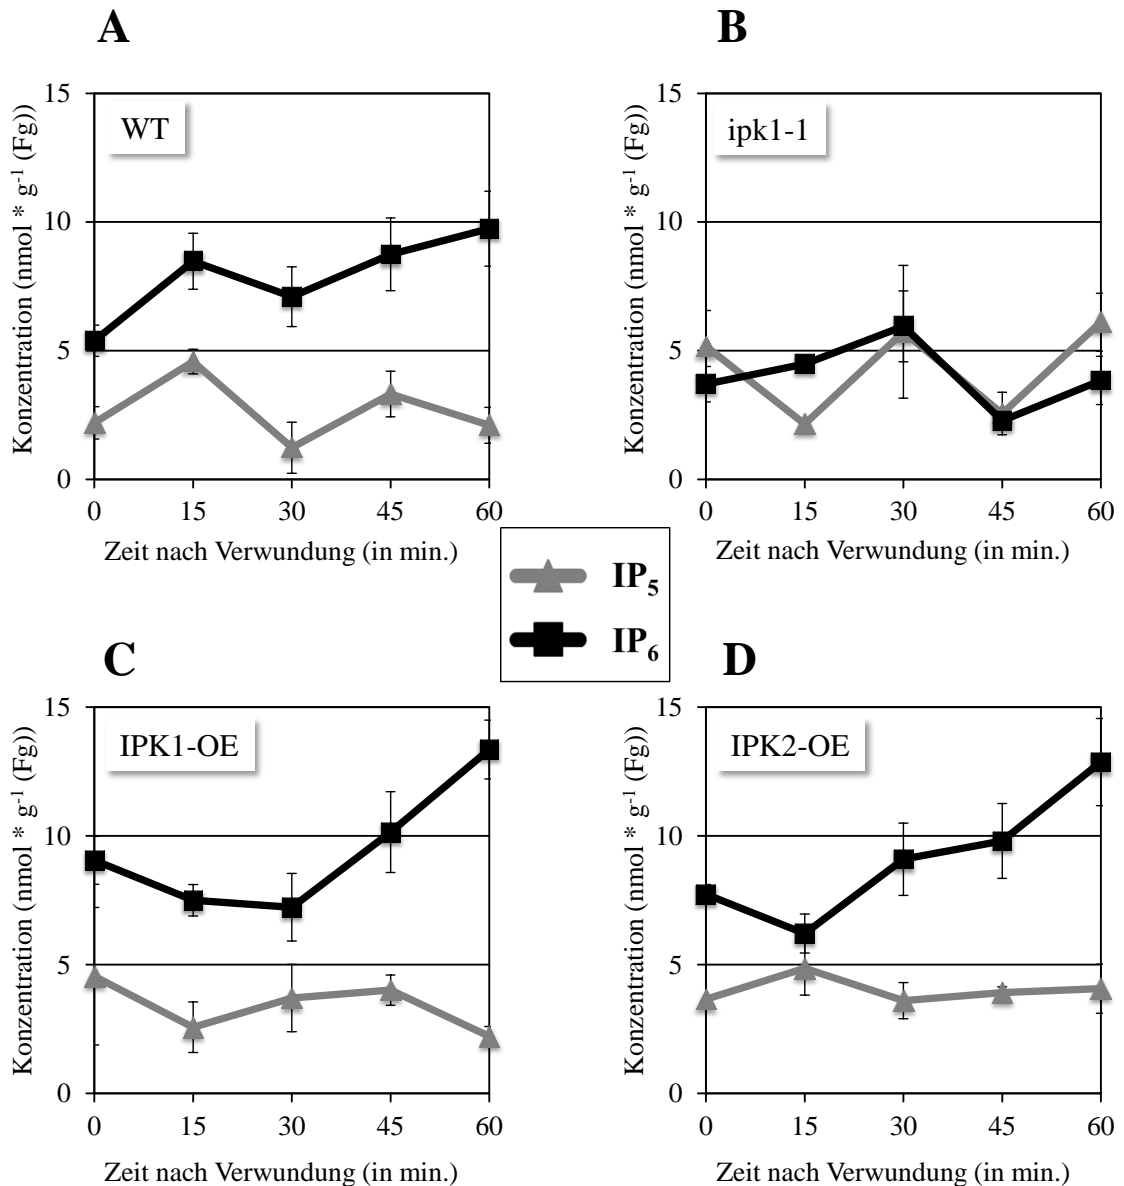 A
Konzentration (nmol * g⁻¹ (Fg))
15
10
5
0
WT
0 15 30 45 60
Zeit nach Verwundung (in min.)
B
Konzentration (nmol * g⁻¹ (Fg))
15
10
5
0
ipk1-1
0 15 30 45 60
Zeit nach Verwundung (in min.)
IP₅
IP₆
C
Konzentration (nmol * g⁻¹ (Fg))
15
10
5
0
IPK1-OE
0 15 30 45 60
Zeit nach Verwundung (in min.)
D
Konzentration (nmol * g⁻¹ (Fg))
15
10
5
0
IPK2-OE
0 15 30 45 60
Zeit nach Verwundung (in min.)